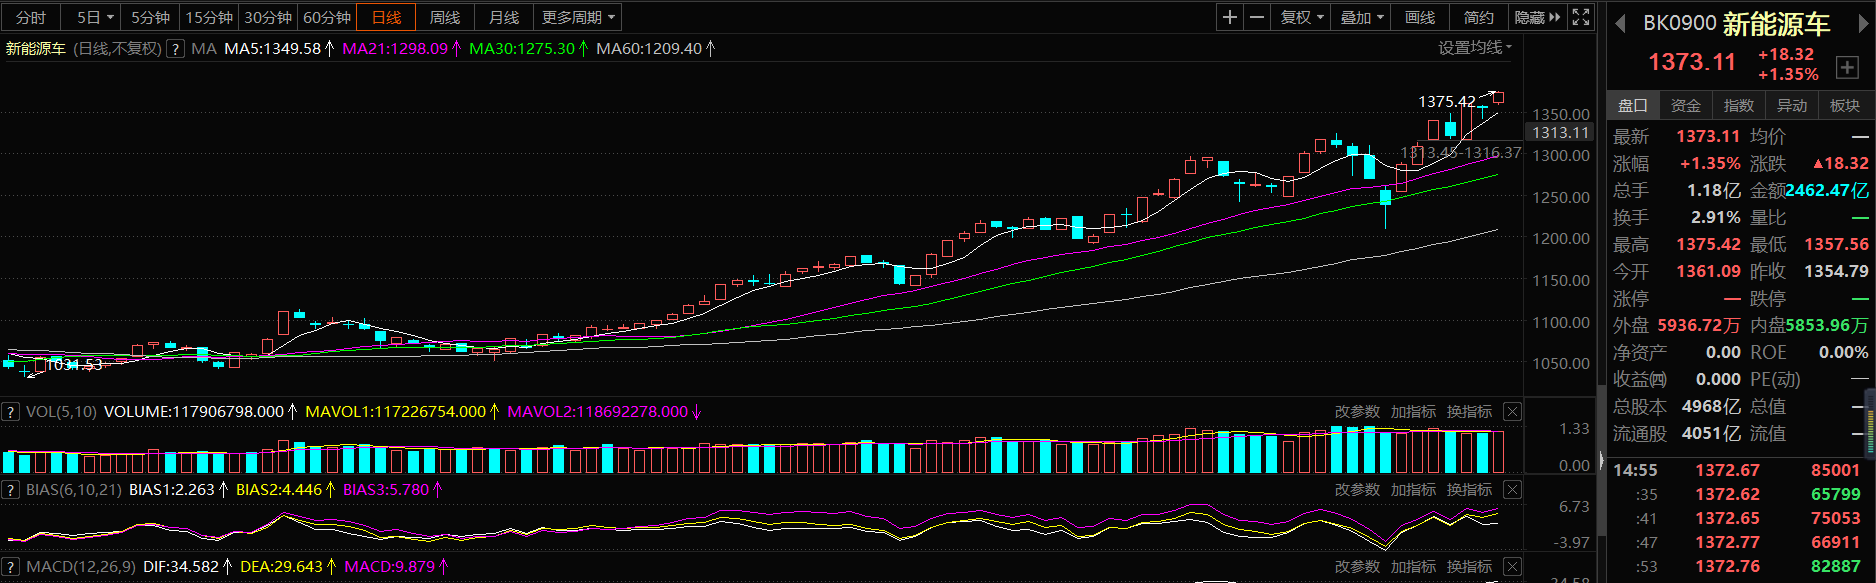 分时 5日 5分钟 15分钟 30分钟 60分钟 日线 周线 月线 更多周期 复权 叠加 画线 简约 隐藏
新能源车 (日线,不复权) ? MA MA5:1349.58↑ MA21:1298.09↑ MA30:1275.30↑ MA60:1209.40↑ 设置均线
1375.42
1350.00
1313.11
1313.45-1316.37
1300.00
1250.00
1200.00
1150.00
1100.00
1050.00
1031.53
? VOL(5,10) VOLUME:117906798.000↑ MAVOL1:117226754.000↑ MAVOL2:118692278.000↓ 改参数 加指标 换指标
1.33
0.00
? BIAS(6,10,21) BIAS1:2.263↑ BIAS2:4.446↑ BIAS3:5.780↑ 改参数 加指标 换指标
6.73
-3.97
? MACD(12,26,9) DIF:34.582↑ DEA:29.643↑ MACD:9.879↑ 改参数 加指标 换指标
34.58
BK0900 新能源车
1373.11 +18.32
+1.35%
盘口 资金 指数 异动 板块
最新 1373.11 均价 —
涨幅 +1.35% 涨跌 ▲18.32
总手 1.18亿 金额 2462.47亿
换手 2.91% 量比 —
最高 1375.42 最低 1357.56
今开 1361.09 昨收 1354.79
涨停 — 跌停 —
外盘 5936.72万 内盘 5853.96万
净资产 0.00 ROE 0.00%
收益㈣ 0.000 PE(动) —
总股本 4968亿 总值 —
流通股 4051亿 流值 —
14:55 1372.67 85001
:35 1372.62 65799
:41 1372.65 75053
:47 1372.77 66911
:53 1372.76 82887